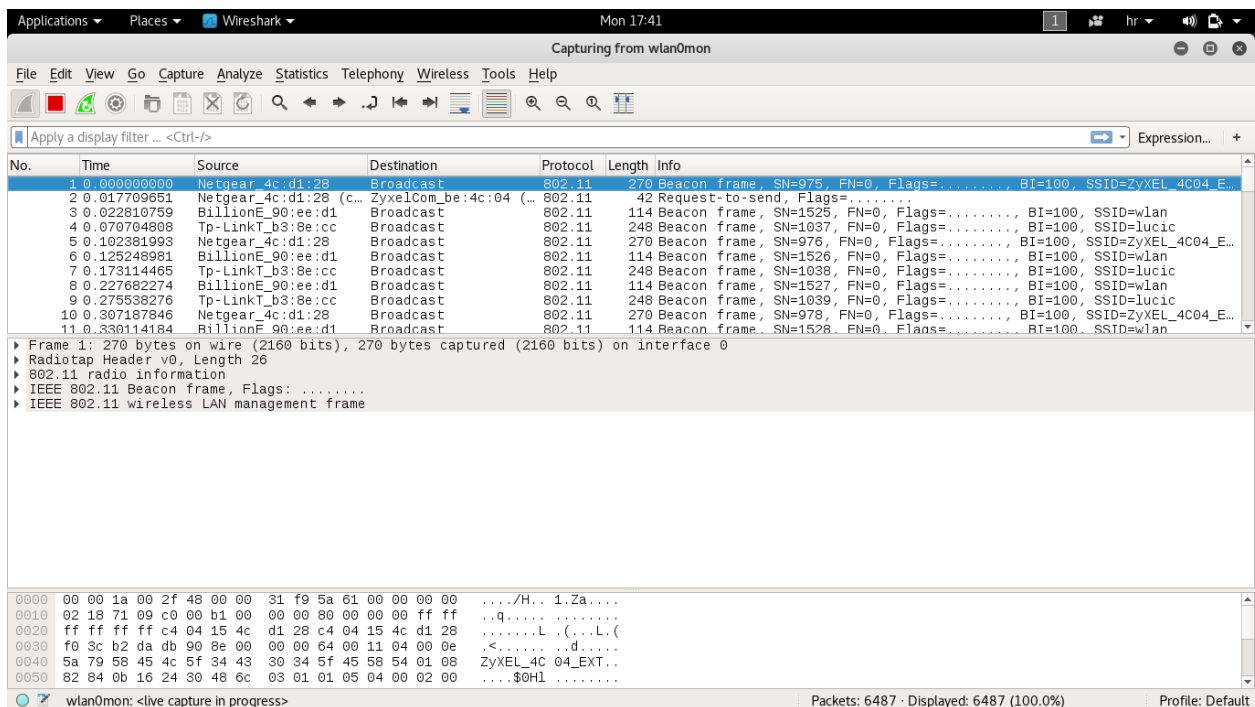 Applications Places Wireshark Mon 17:41 1 hr
Capturing from wlan0mon
File Edit View Go Capture Analyze Statistics Telephony Wireless Tools Help
Apply a display filter ... <Ctrl-/> Expression... +
No. Time Source Destination Protocol Length Info
1 0.000000000 Netgear_4c:d1:28 Broadcast 802.11 270 Beacon frame, SN=975, FN=0, Flags=........, BI=100, SSID=ZyXEL_4C04_E…
2 0.017709651 Netgear_4c:d1:28 (c… ZyxelCom_be:4c:04 (… 802.11 42 Request-to-send, Flags=........
3 0.022810759 BillionE_90:ee:d1 Broadcast 802.11 114 Beacon frame, SN=1525, FN=0, Flags=........, BI=100, SSID=wlan
4 0.070704808 Tp-LinkT_b3:8e:cc Broadcast 802.11 248 Beacon frame, SN=1037, FN=0, Flags=........, BI=100, SSID=lucic
5 0.102381993 Netgear_4c:d1:28 Broadcast 802.11 270 Beacon frame, SN=976, FN=0, Flags=........, BI=100, SSID=ZyXEL_4C04_E…
6 0.125248981 BillionE_90:ee:d1 Broadcast 802.11 114 Beacon frame, SN=1526, FN=0, Flags=........, BI=100, SSID=wlan
7 0.173114465 Tp-LinkT_b3:8e:cc Broadcast 802.11 248 Beacon frame, SN=1038, FN=0, Flags=........, BI=100, SSID=lucic
8 0.227682274 BillionE_90:ee:d1 Broadcast 802.11 114 Beacon frame, SN=1527, FN=0, Flags=........, BI=100, SSID=wlan
9 0.275538276 Tp-LinkT_b3:8e:cc Broadcast 802.11 248 Beacon frame, SN=1039, FN=0, Flags=........, BI=100, SSID=lucic
10 0.307187846 Netgear_4c:d1:28 Broadcast 802.11 270 Beacon frame, SN=978, FN=0, Flags=........, BI=100, SSID=ZyXEL_4C04_E…
11 0.330114184 BillionE_90:ee:d1 Broadcast 802.11 114 Beacon frame, SN=1528, FN=0, Flags=........, BI=100, SSID=wlan
Frame 1: 270 bytes on wire (2160 bits), 270 bytes captured (2160 bits) on interface 0
Radiotap Header v0, Length 26
802.11 radio information
IEEE 802.11 Beacon frame, Flags: ........
IEEE 802.11 wireless LAN management frame
0000 00 00 1a 00 2f 48 00 00 31 f9 5a 61 00 00 00 00 ..../H.. 1.Za....
0010 02 18 71 09 c0 00 b1 00 00 00 80 00 00 00 ff ff ..q..... ........
0020 ff ff ff ff c4 04 15 4c d1 28 c4 04 15 4c d1 28 .......L .(...L.(
0030 f0 3c b2 da db 90 8e 00 00 00 64 00 11 04 00 0e .<...... ..d.....
0040 5a 79 58 45 4c 5f 34 43 30 34 5f 45 58 54 01 08 ZyXEL_4C 04_EXT..
0050 82 84 0b 16 24 30 48 6c 03 01 01 05 04 00 02 00 ....$0Hl ........
wlan0mon: <live capture in progress> Packets: 6487 · Displayed: 6487 (100.0%) Profile: Default